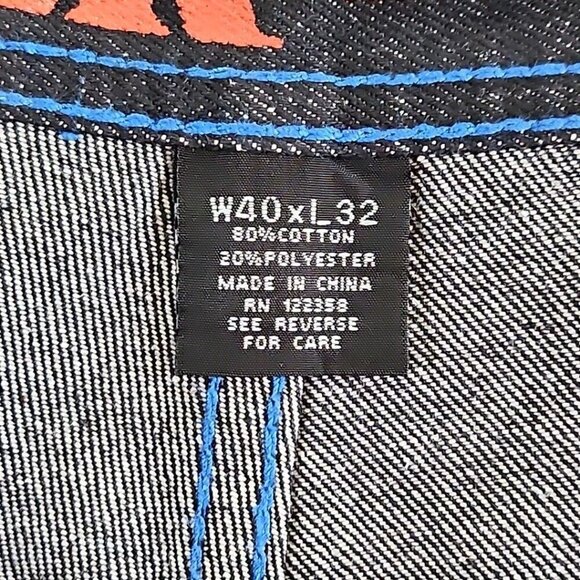 W40xL32
80%COTTON
20%POLYESTER
MADE IN CHINA
RN 122358
SEE REVERSE
FOR CARE